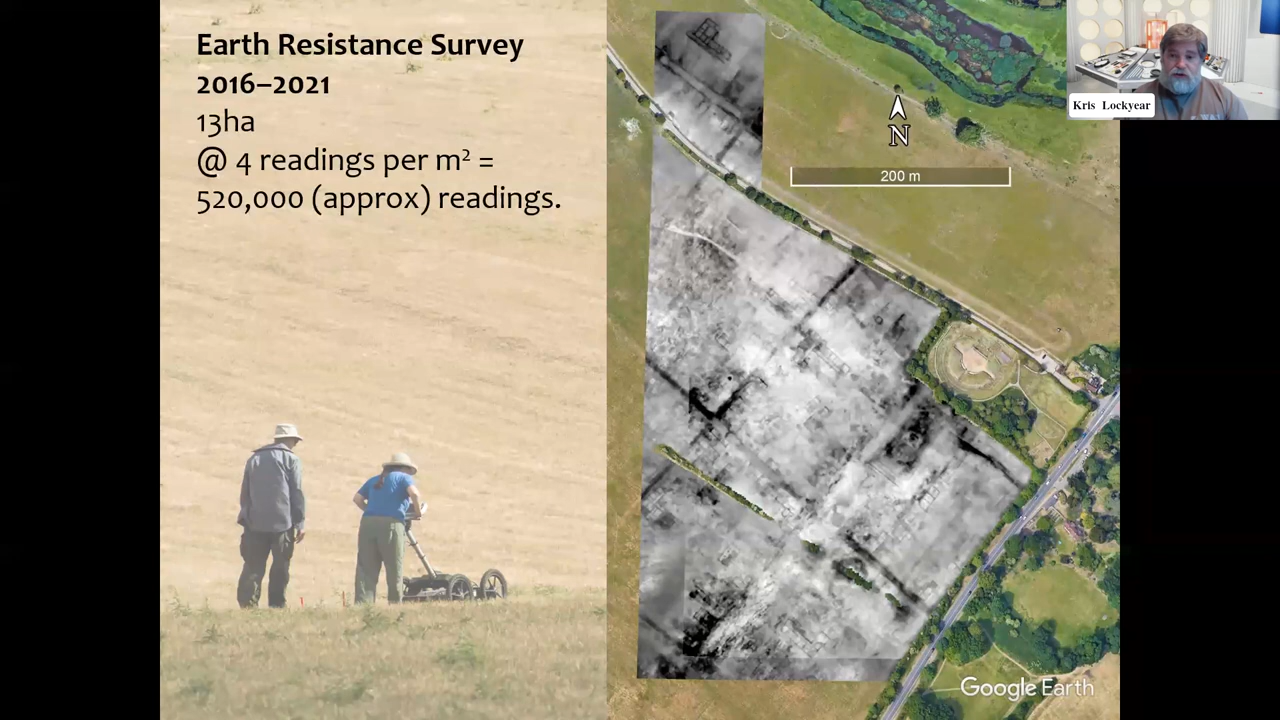 Earth Resistance Survey
2016–2021
13ha
@ 4 readings per m² =
520,000 (approx) readings.
Kris Lockyear
N
200 m
Google Earth